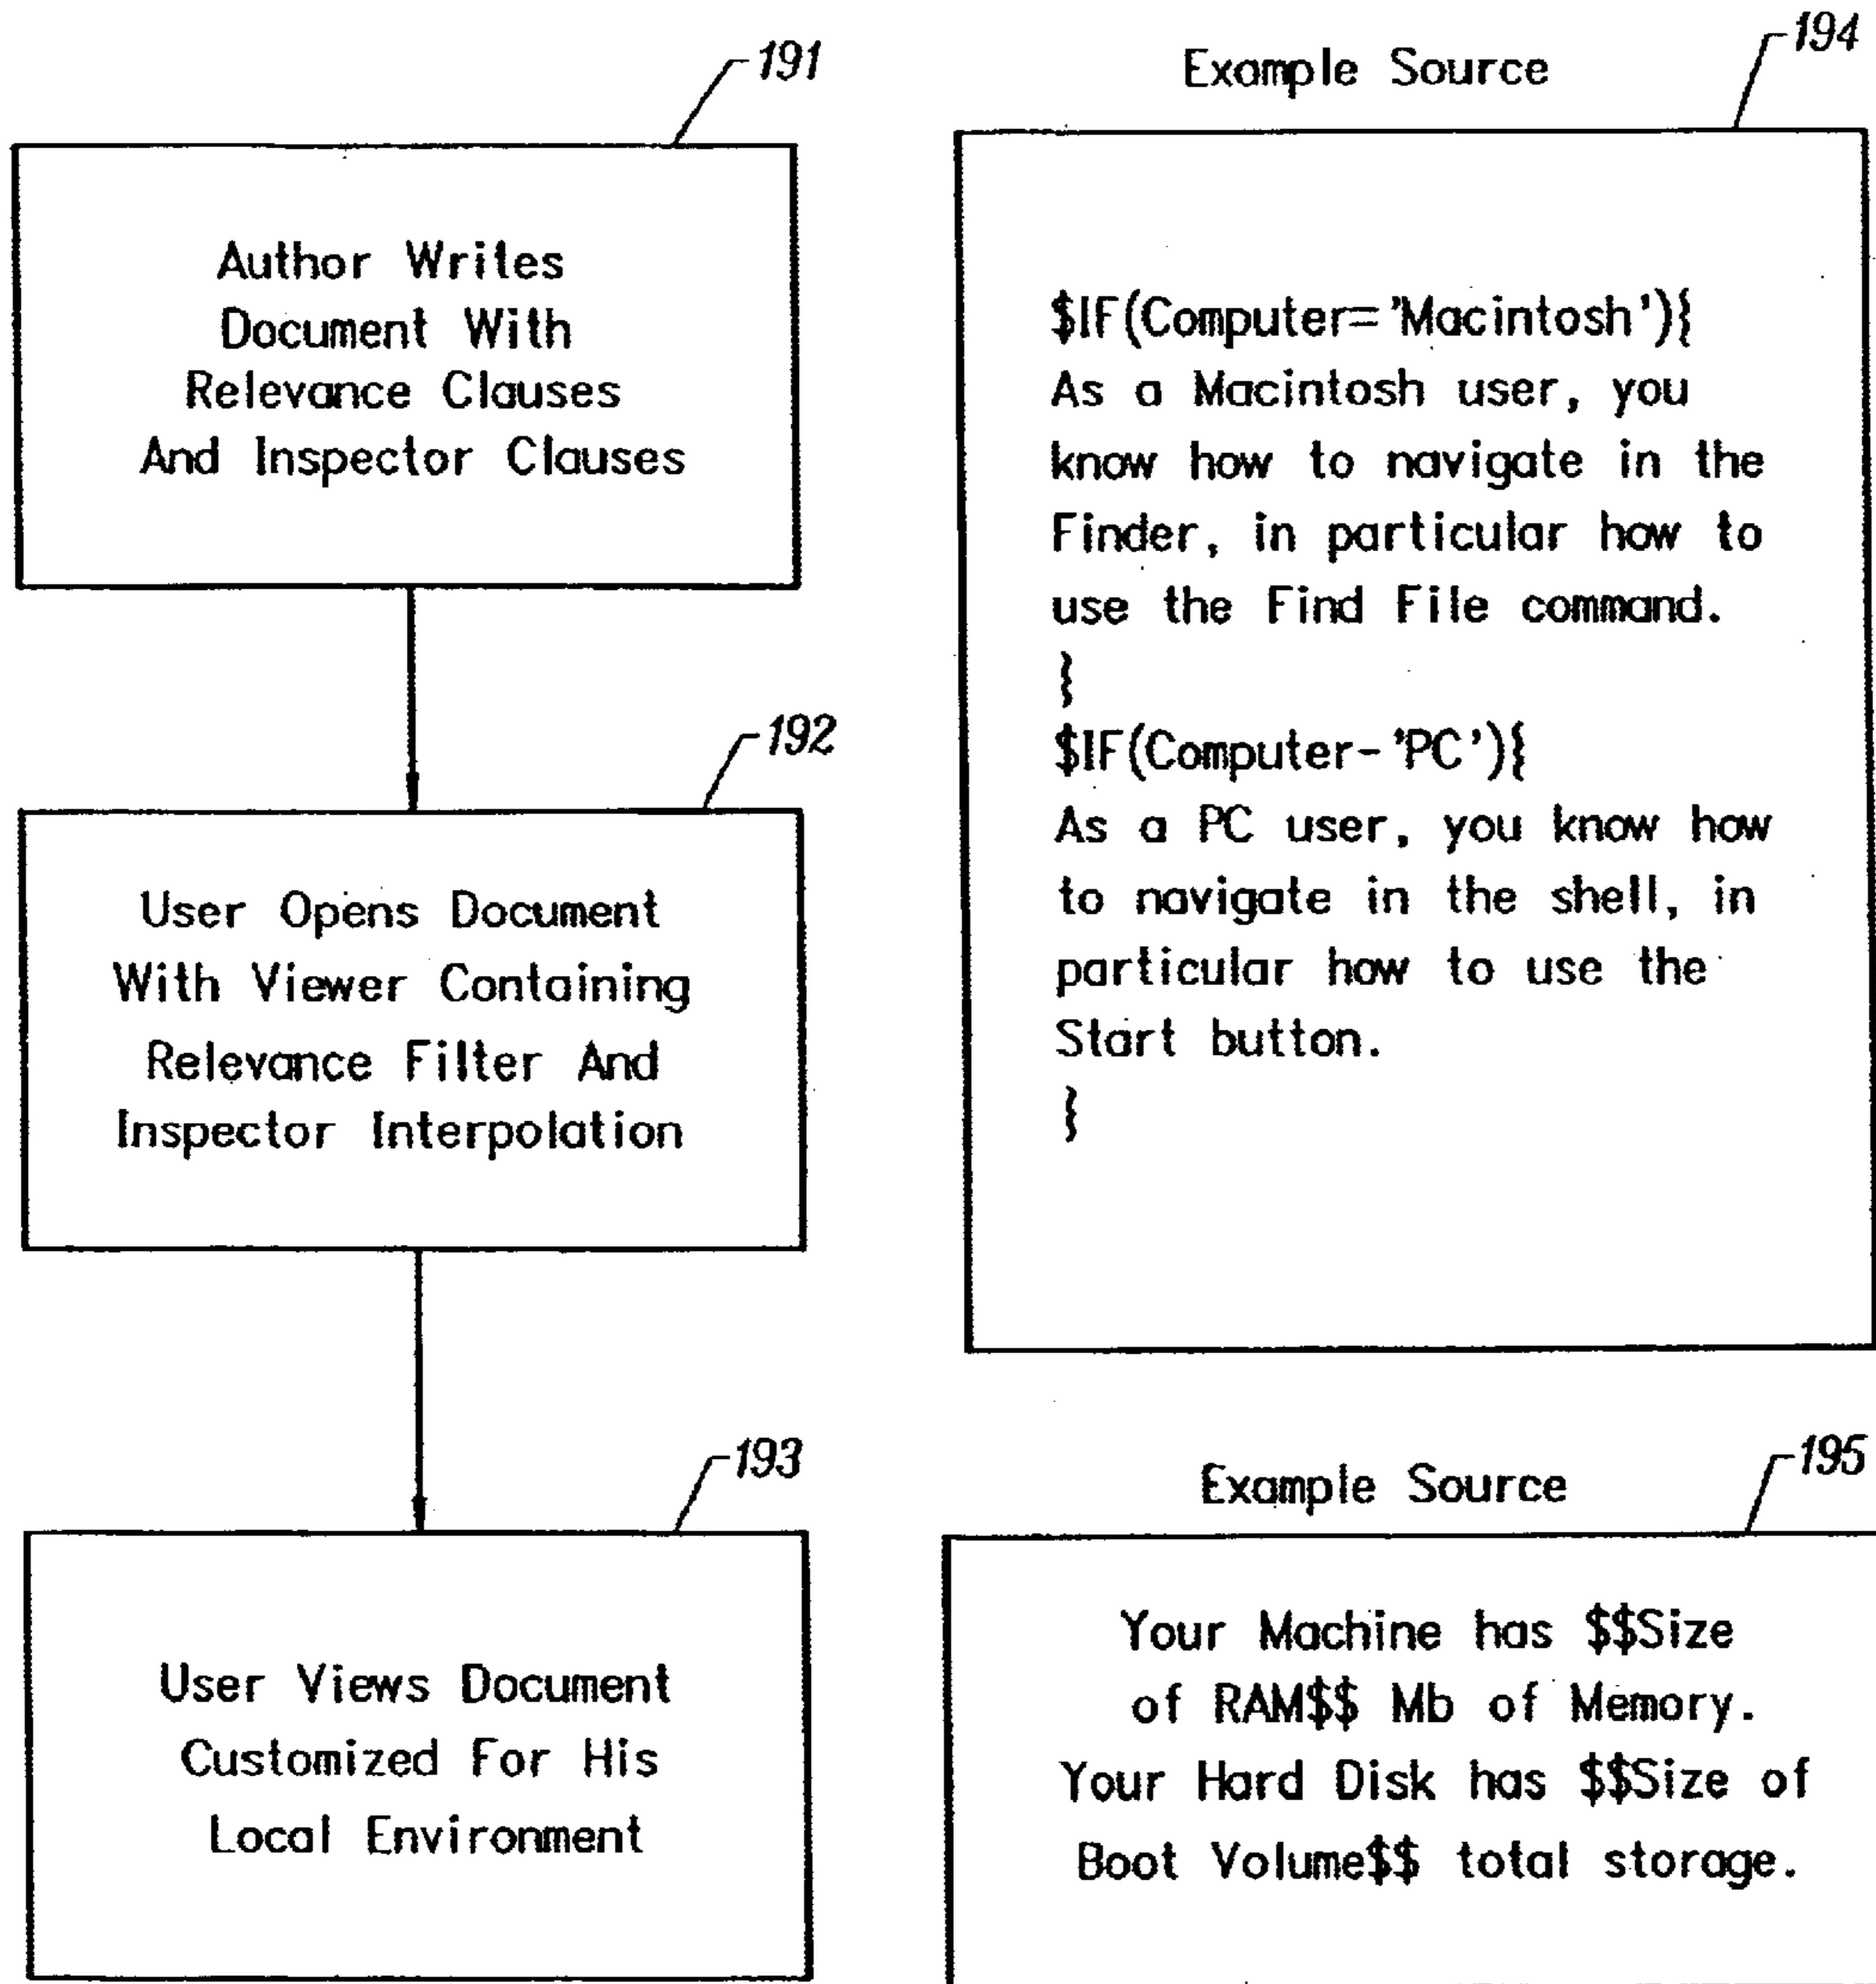 191
Author Writes
Document With
Relevance Clauses
And Inspector Clauses
192
User Opens Document
With Viewer Containing
Relevance Filter And
Inspector Interpolation
193
User Views Document
Customized For His
Local Environment
Example Source
194
$IF(Computer='Macintosh'){
As a Macintosh user, you
know how to navigate in the
Finder, in particular how to
use the Find File command.
}
$IF(Computer-'PC'){
As a PC user, you know how
to navigate in the shell, in
particular how to use the
Start button.
}
Example Source
195
Your Machine has $$Size
of RAM$$ Mb of Memory.
Your Hard Disk has $$Size of
Boot Volume$$ total storage.